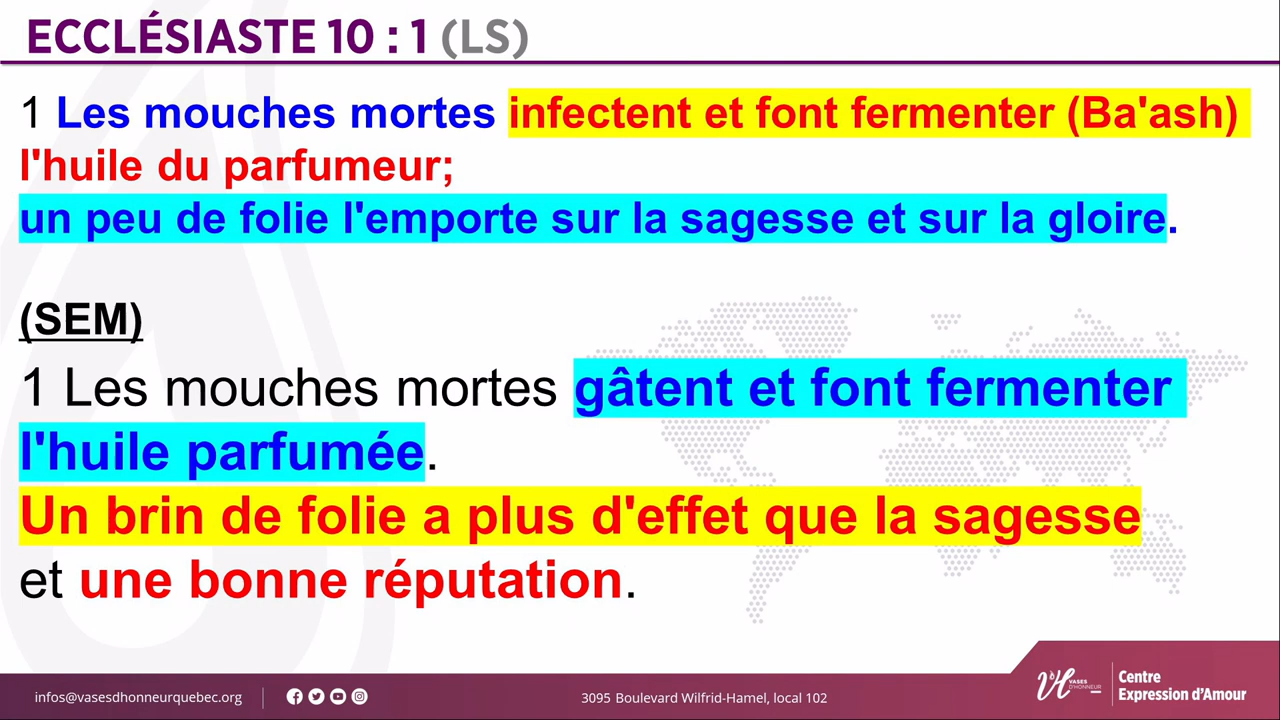 ECCLÉSIASTE 10 : 1 (LS)
1 Les mouches mortes infectent et font fermenter (Ba'ash)
l'huile du parfumeur;
un peu de folie l'emporte sur la sagesse et sur la gloire.
(SEM)
1 Les mouches mortes gâtent et font fermenter
l'huile parfumée.
Un brin de folie a plus d'effet que la sagesse
et une bonne réputation.
infos@vasesdhonneurquebec.org
3095 Boulevard Wilfrid-Hamel, local 102
VASES
D'HONNEUR
Centre
Expression d'Amour